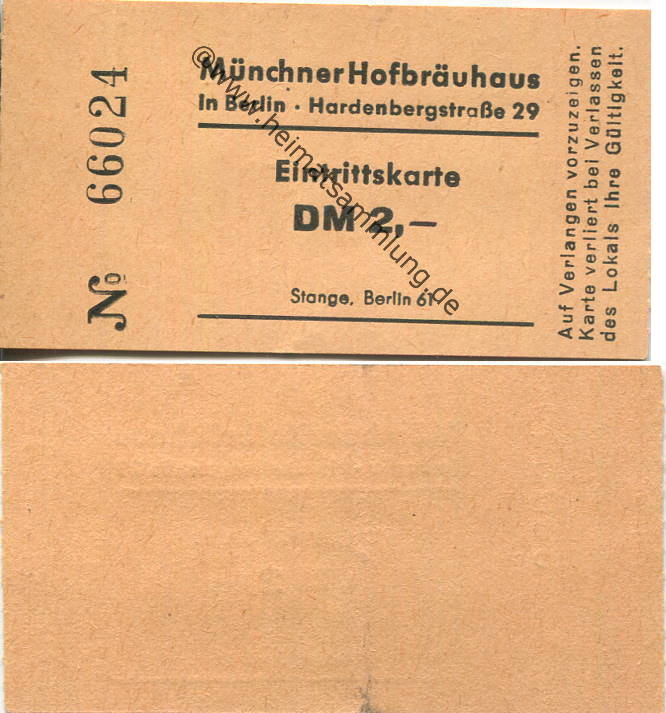 № 66024
Münchner Hofbräuhaus
In Berlin · Hardenbergstraße 29
Eintrittskarte
DM 2,—
Stange, Berlin 61
Auf Verlangen vorzuzeigen.
Karte verliert bei Verlassen
des Lokals Ihre Gültigkeit.
©www.heimatsammlung.de